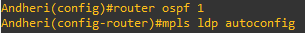 Andheri(config)#router ospf 1
Andheri(config-router)#mpls ldp autoconfig